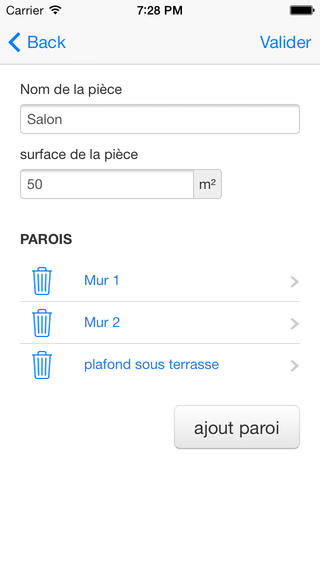 Carrier 7:28 PM
Back Valider
Nom de la pièce
Salon
surface de la pièce
50 m²
PAROIS
Mur 1
Mur 2
plafond sous terrasse
ajout paroi